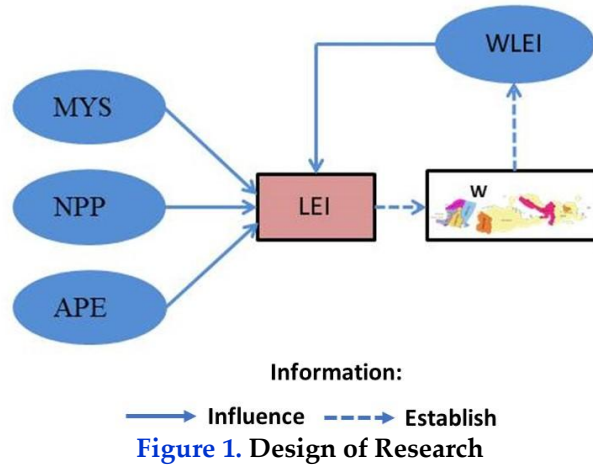 WLEI
MYS
NPP
LEI
W
APE
Information:
Influence
Establish
Figure 1. Design of Research